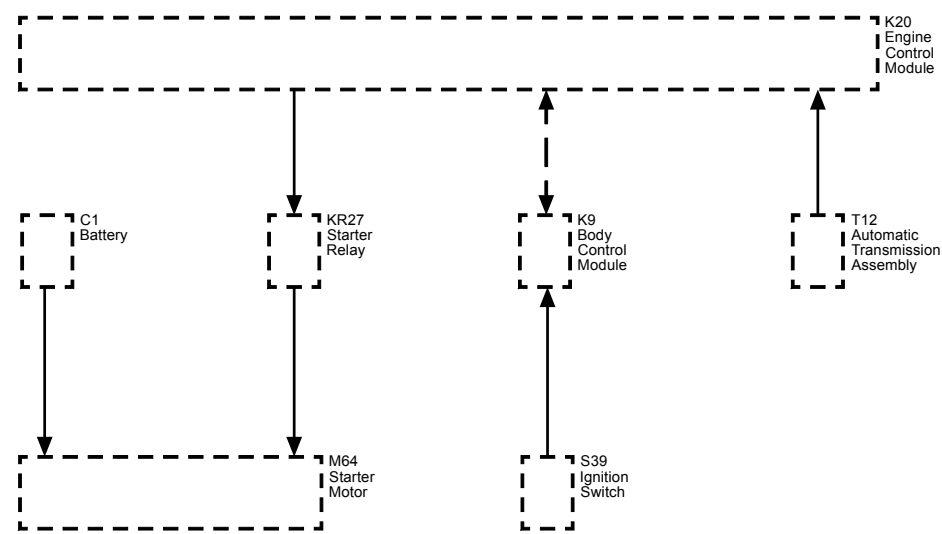 K20
Engine
Control
Module
C1
Battery
KR27
Starter
Relay
K9
Body
Control
Module
T12
Automatic
Transmission
Assembly
M64
Starter
Motor
S39
Ignition
Switch